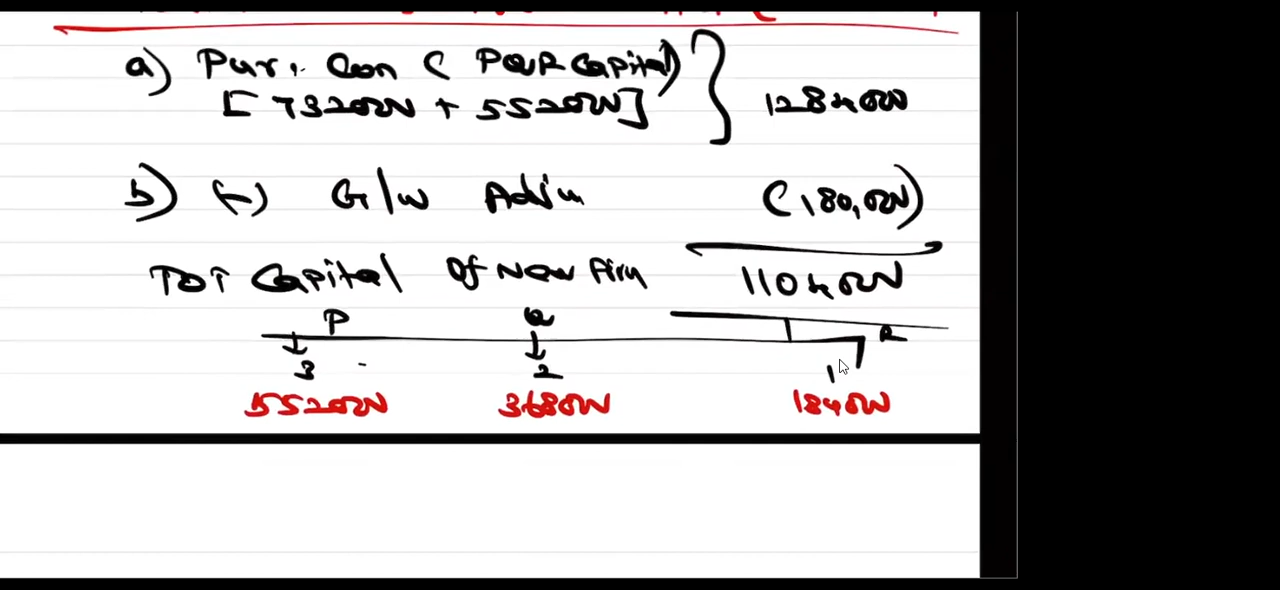 a) Pur. Con ( PQR Capital)
[732000 + 552000] } 1284000
b) (-) G/w Adju (180,000)
TOT Capital Of New Firm 1104000
P Q R
3 2 1
552000 368000 184000